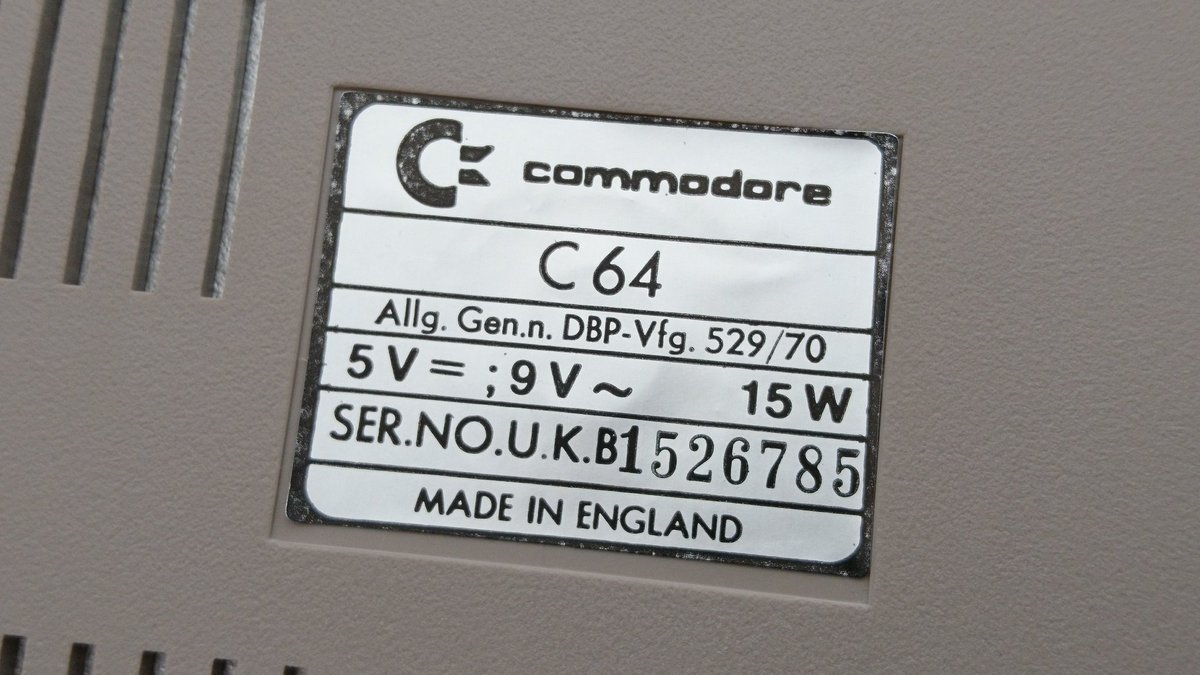 commodore
C 64
Allg. Gen.n. DBP-Vfg. 529/70
5 V = ; 9 V ~ 15 W
SER.NO.U.K.B1526785
MADE IN ENGLAND